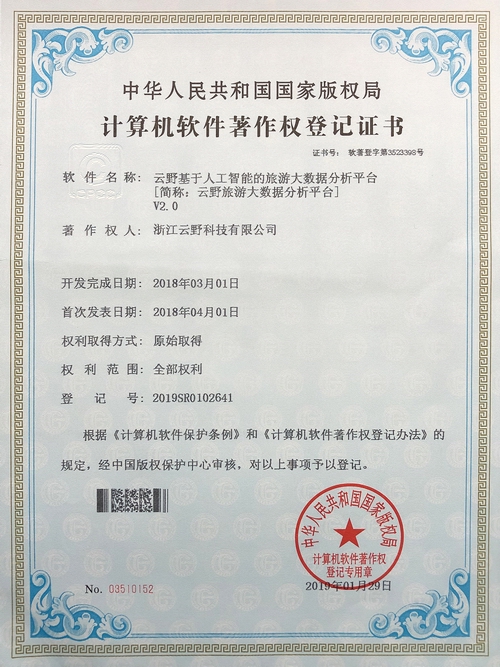 中华人民共和国国家版权局
计算机软件著作权登记证书
证书号： 软著登字第3523398号
软件名称： 云野基于人工智能的旅游大数据分析平台
[简称：云野旅游大数据分析平台]
V2.0
著作权人： 浙江云野科技有限公司
开发完成日期： 2018年03月01日
首次发表日期： 2018年04月01日
权利取得方式： 原始取得
权利范围： 全部权利
登记号： 2019SR0102641
根据《计算机软件保护条例》和《计算机软件著作权登记办法》的
规定，经中国版权保护中心审核，对以上事项予以登记。
中华人民共和国国家版权局
计算机软件著作权
登记专用章
No. 03510152
2019年01月29日